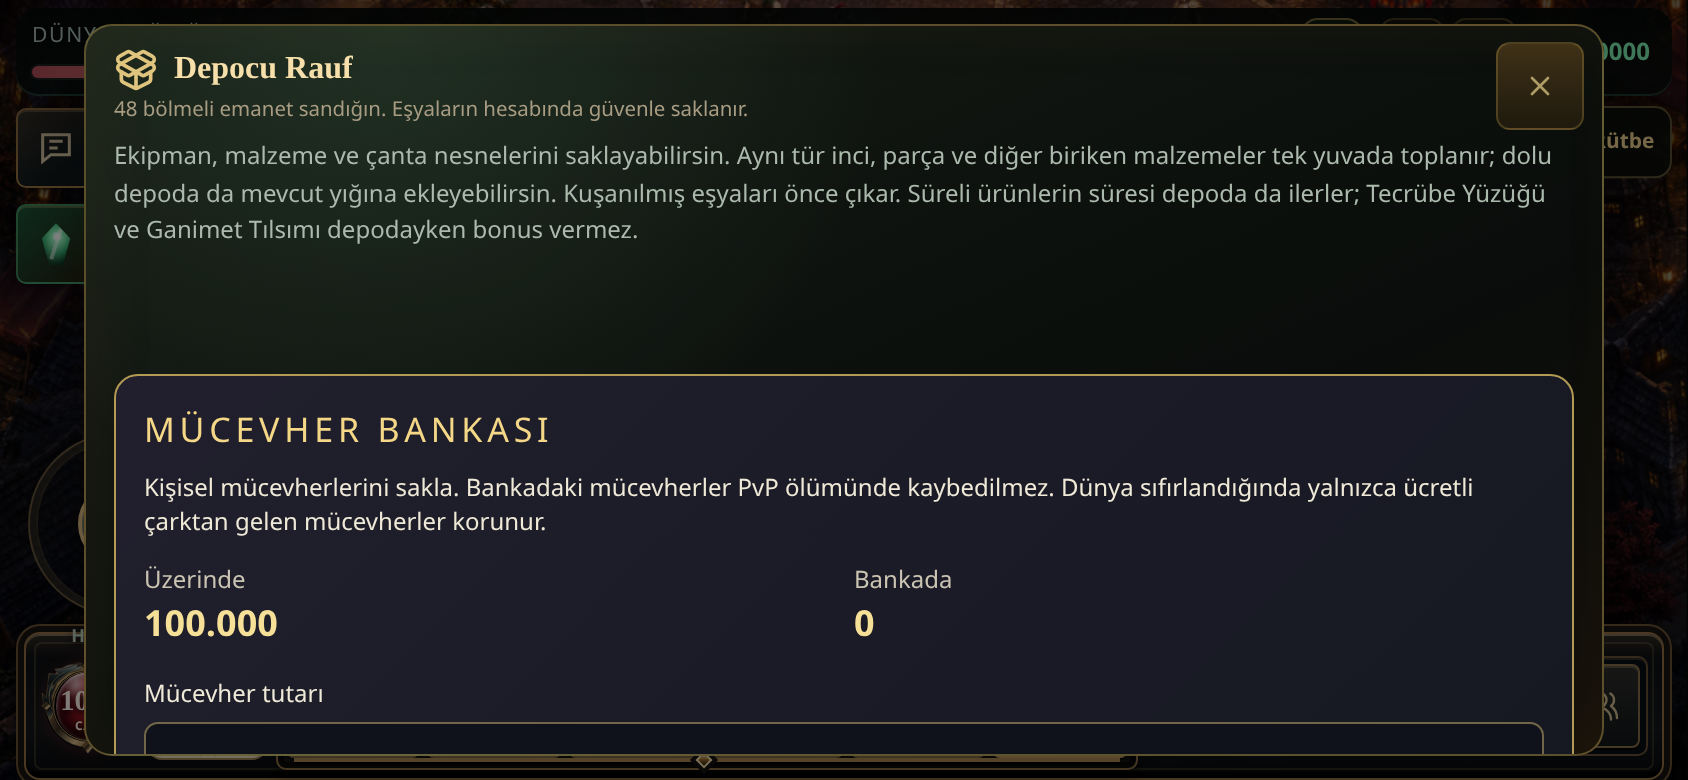 DÜNY
Depocu Rauf
48 bölmeli emanet sandığın. Eşyaların hesabında güvenle saklanır.
0000
Ekipman, malzeme ve çanta nesnelerini saklayabilirsin. Aynı tür inci, parça ve diğer biriken malzemeler tek yuvada toplanır; dolu
depoda da mevcut yığına ekleyebilirsin. Kuşanılmış eşyaları önce çıkar. Süreli ürünlerin süresi depoda da ilerler; Tecrübe Yüzüğü
ve Ganimet Tılsımı depodayken bonus vermez.
ütbe
MÜCEVHER BANKASI
Kişisel mücevherlerini sakla. Bankadaki mücevherler PvP ölümünde kaybedilmez. Dünya sıfırlandığında yalnızca ücretli
çarktan gelen mücevherler korunur.
Üzerinde
Bankada
100.000
0
Mücevher tutarı
H
10
C